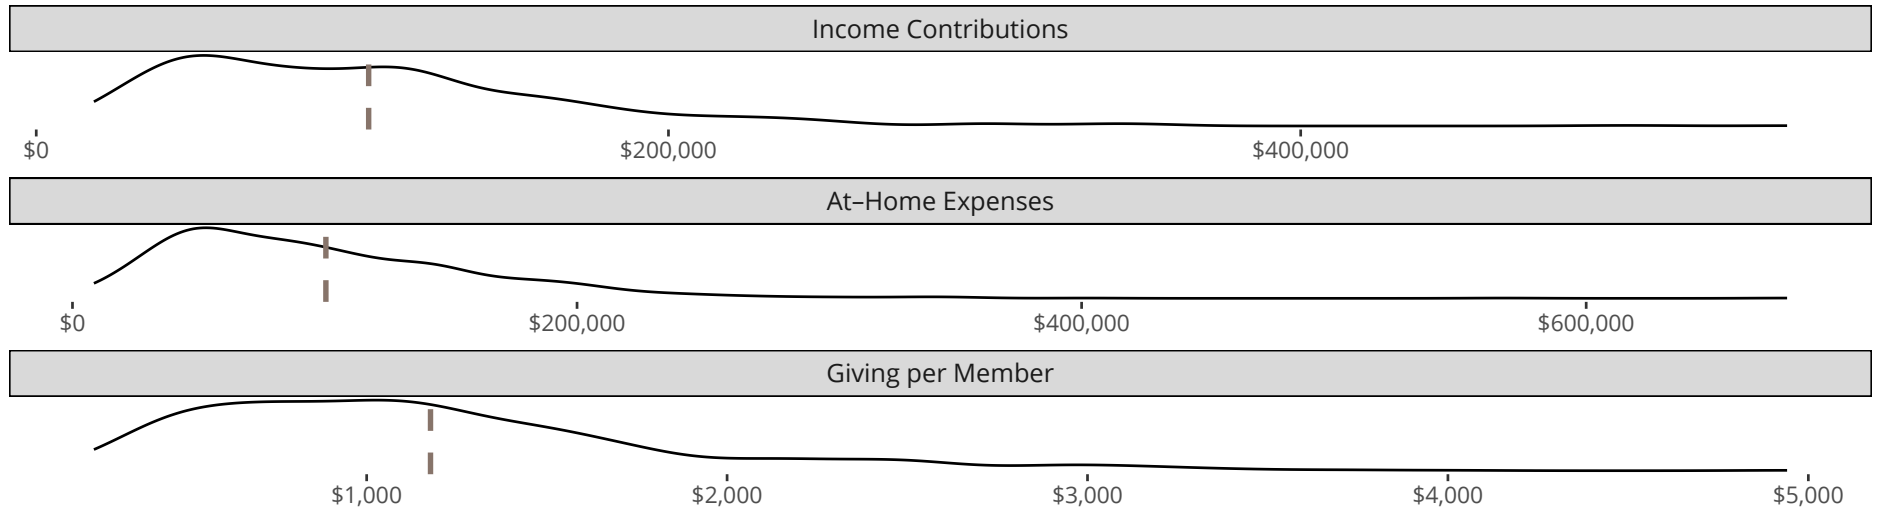 Income Contributions
$0 $200,000 $400,000
At–Home Expenses
$0 $200,000 $400,000 $600,000
Giving per Member
$1,000 $2,000 $3,000 $4,000 $5,000